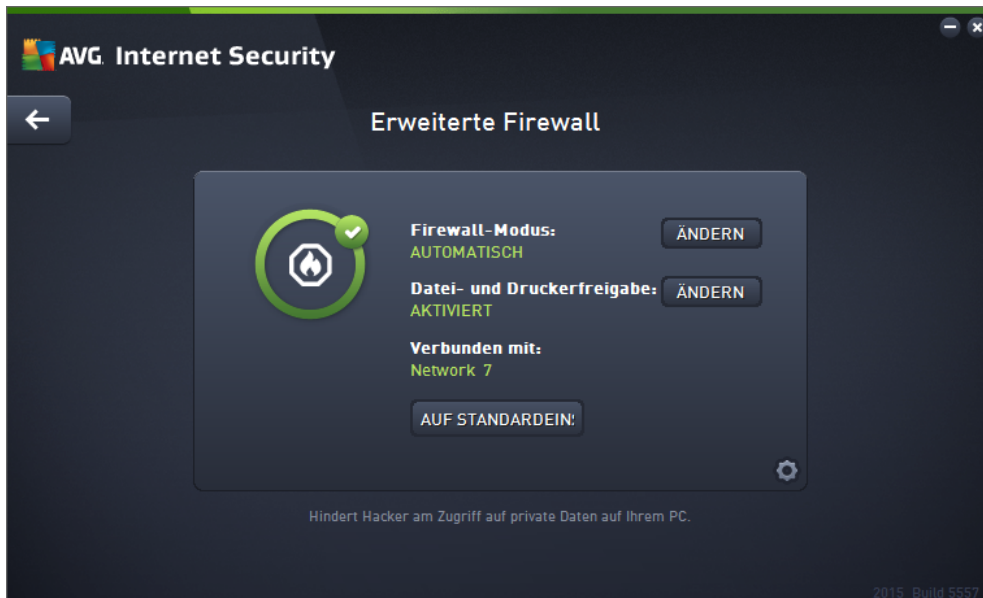 AVG Internet Security
Erweiterte Firewall
Firewall-Modus:
AUTOMATISCH
ÄNDERN
Datei- und Druckerfreigabe:
AKTIVIERT
ÄNDERN
Verbunden mit:
Network 7
AUF STANDARDEIN
Hindert Hacker am Zugriff auf private Daten auf Ihrem PC.
2015 Build 5557